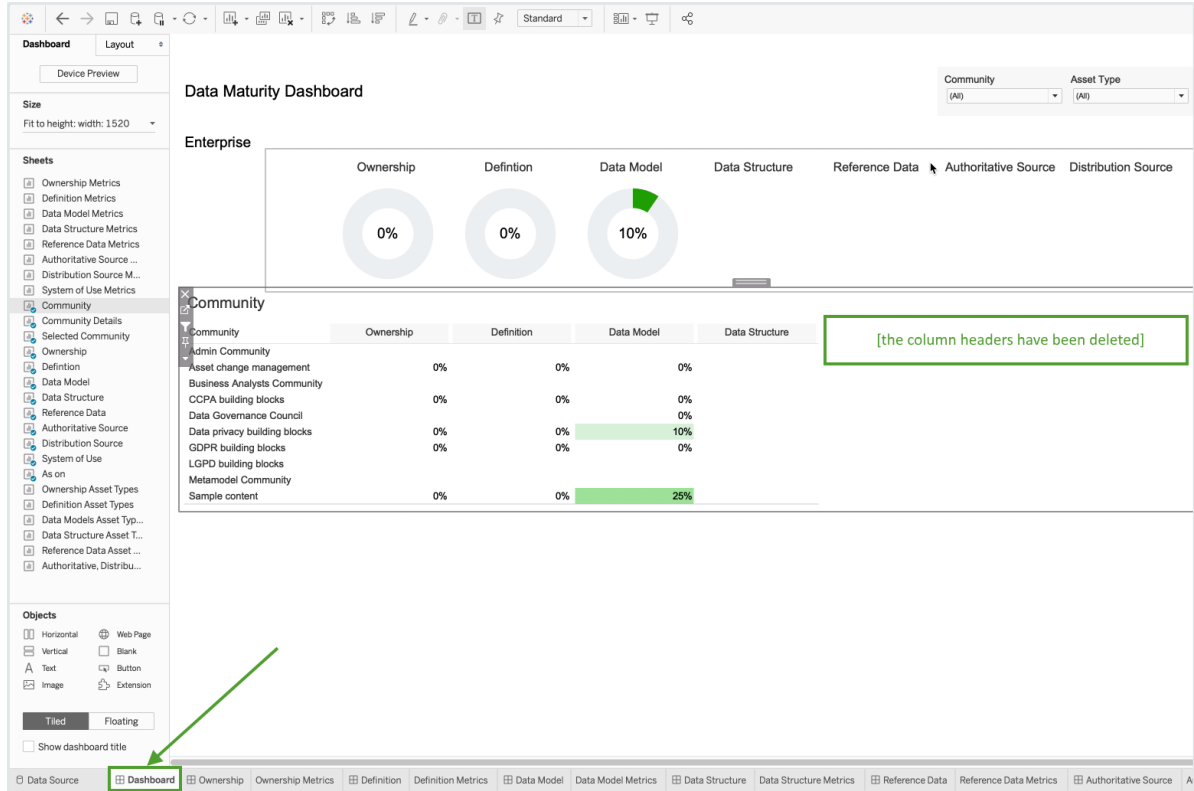 Standard
Dashboard Layout
Device Preview
Size
Fit to height: width: 1520
Sheets
Ownership Metrics
Definition Metrics
Data Model Metrics
Data Structure Metrics
Reference Data Metrics
Authoritative Source ...
Distribution Source M...
System of Use Metrics
Community
Community Details
Selected Community
Ownership
Defintion
Data Model
Data Structure
Reference Data
Authoritative Source
Distribution Source
System of Use
As on
Ownership Asset Types
Definition Asset Types
Data Models Asset Typ...
Data Structure Asset T...
Reference Data Asset ...
Authoritative, Distribu...
Objects
Horizontal Web Page
Vertical Blank
Text Button
Image Extension
Tiled Floating
Show dashboard title
Data Maturity Dashboard
Community Asset Type
(All) (All)
Enterprise
Ownership Defintion Data Model Data Structure Reference Data Authoritative Source Distribution Source
0% 0% 10%
Community
Community Ownership Definition Data Model Data Structure
[the column headers have been deleted]
Admin Community
Asset change management 0% 0% 0%
Business Analysts Community
CCPA building blocks 0% 0% 0%
Data Governance Council 0%
Data privacy building blocks 0% 0% 10%
GDPR building blocks 0% 0% 0%
LGPD building blocks
Metamodel Community
Sample content 0% 0% 25%
Data Source Dashboard Ownership Ownership Metrics Definition Definition Metrics Data Model Data Model Metrics Data Structure Data Structure Metrics Reference Data Reference Data Metrics Authoritative Source